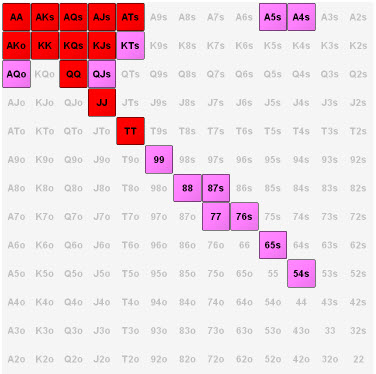 AA AKs AQs AJs ATs A9s A8s A7s A6s A5s A4s A3s A2s
AKo KK KQs KJs KTs K9s K8s K7s K6s K5s K4s K3s K2s
AQo KQo QQ QJs QTs Q9s Q8s Q7s Q6s Q5s Q4s Q3s Q2s
AJo KJo QJo JJ JTs J9s J8s J7s J6s J5s J4s J3s J2s
ATo KTo QTo JTo TT T9s T8s T7s T6s T5s T4s T3s T2s
A9o K9o Q9o J9o T9o 99 98s 97s 96s 95s 94s 93s 92s
A8o K8o Q8o J8o T8o 98o 88 87s 86s 85s 84s 83s 82s
A7o K7o Q7o J7o T7o 97o 87o 77 76s 75s 74s 73s 72s
A6o K6o Q6o J6o T6o 96o 86o 76o 66 65s 64s 63s 62s
A5o K5o Q5o J5o T5o 95o 85o 75o 65o 55 54s 53s 52s
A4o K4o Q4o J4o T4o 94o 84o 74o 64o 54o 44 43s 42s
A3o K3o Q3o J3o T3o 93o 83o 73o 63o 53o 43o 33 32s
A2o K2o Q2o J2o T2o 92o 82o 72o 62o 52o 42o 32o 22